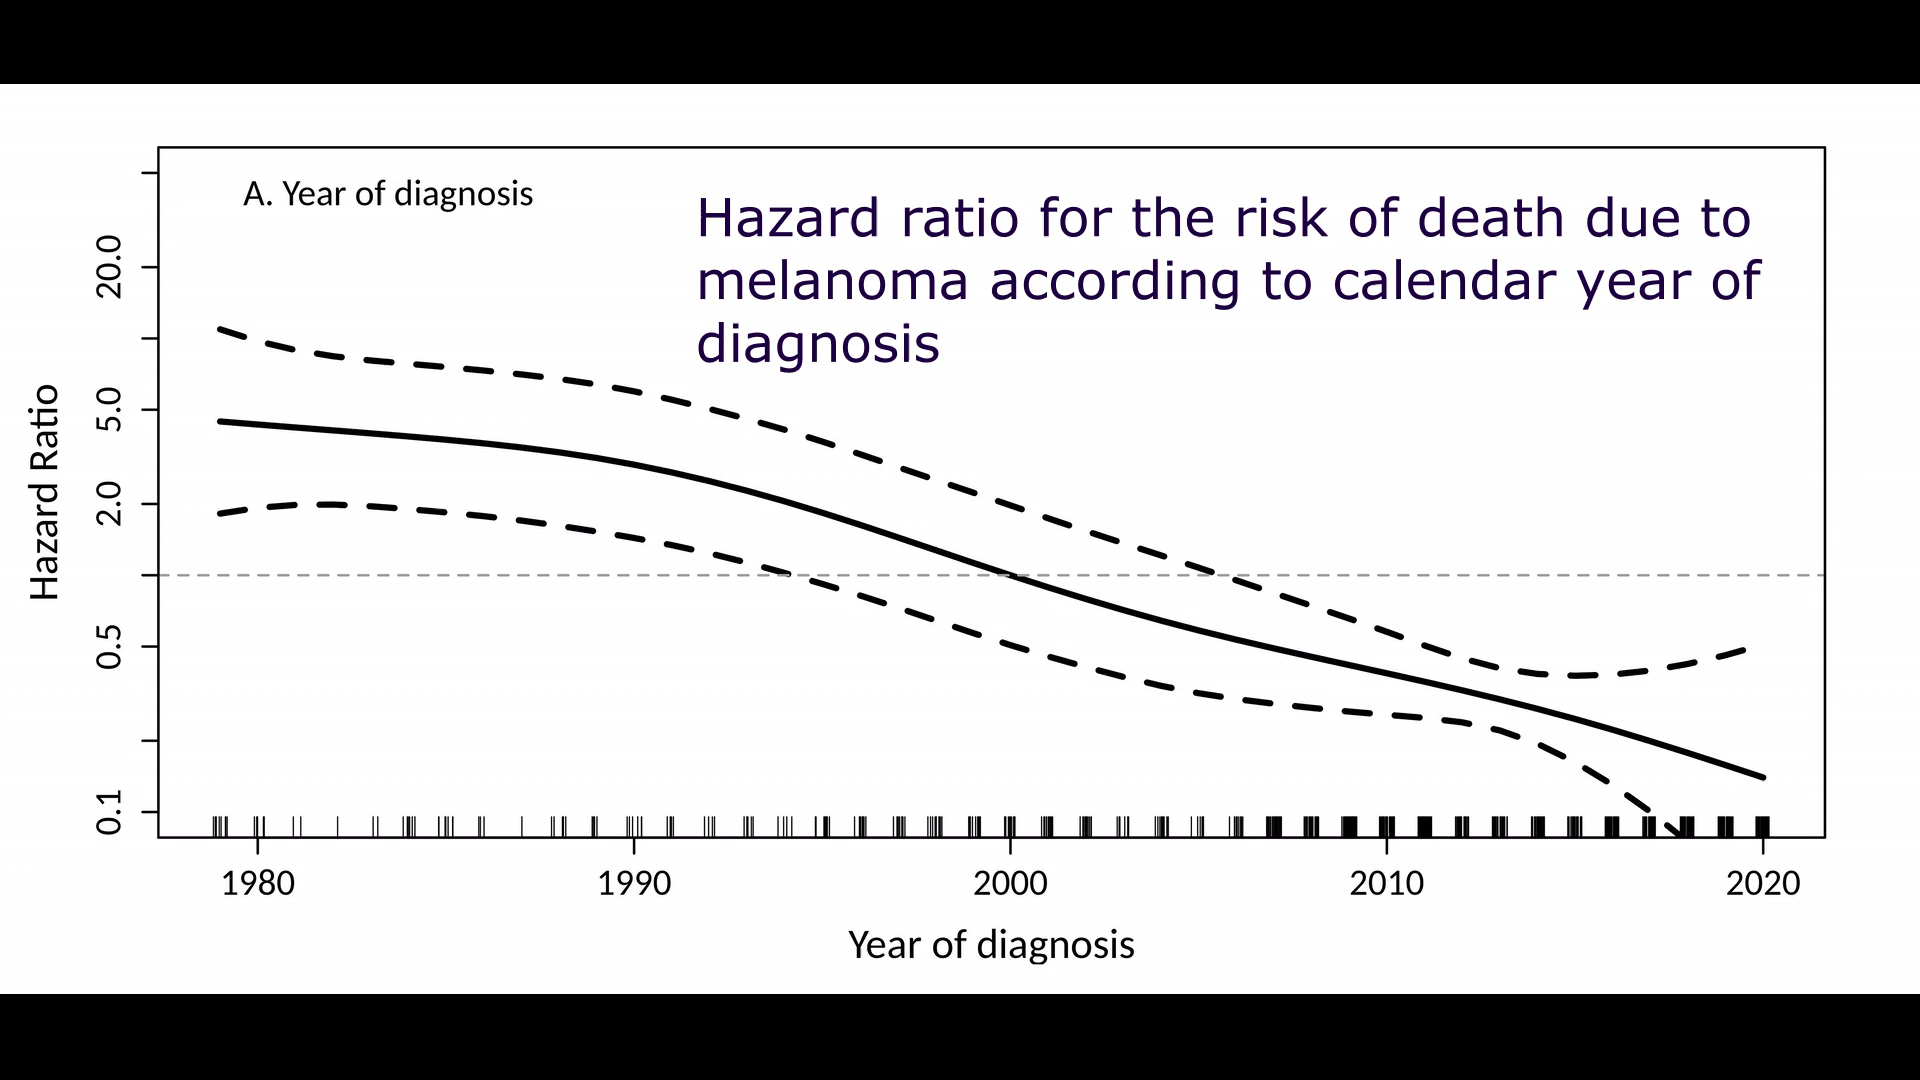 A. Year of diagnosis
Hazard ratio for the risk of death due to
melanoma according to calendar year of
diagnosis
Hazard Ratio
20.0
5.0
2.0
0.5
0.1
1980 1990 2000 2010 2020
Year of diagnosis